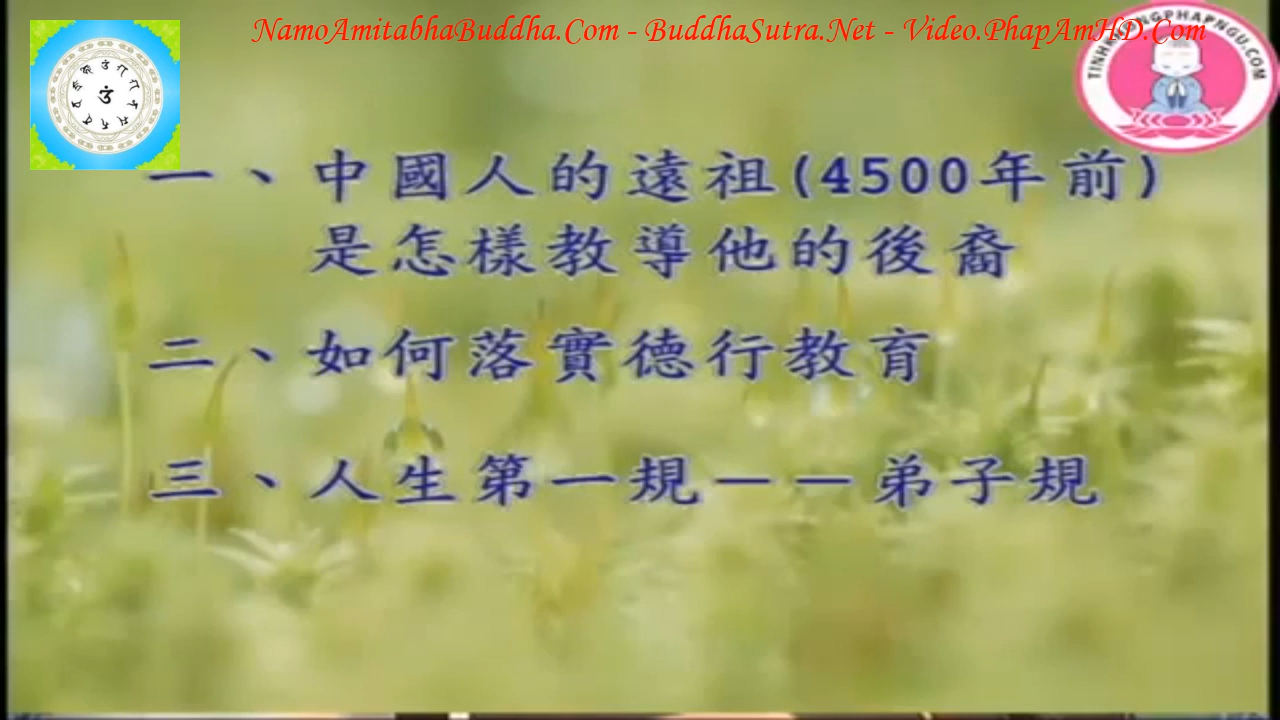 NamoAmitabhaBuddha.Com - BuddhaSutra.Net - Video.PhapAmHD.Com
一、中國人的遠祖(4500年前)
是怎樣教導他的後裔
二、如何落實德行教育
三、人生第一規－－弟子規